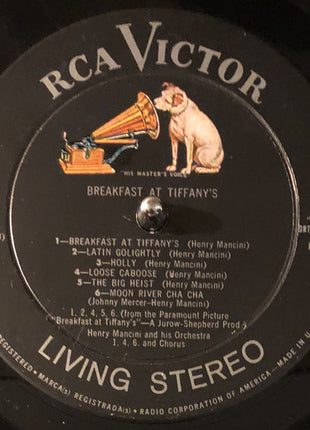 RCA VICTOR
"HIS MASTER'S VOICE"
BREAKFAST AT TIFFANY'S
1—BREAKFAST AT TIFFANY'S (Henry Mancini)
2—LATIN GOLIGHTLY (Henry Mancini)
3—HOLLY (Henry Mancini)
4—LOOSE CABOOSE (Henry Mancini)
5—THE BIG HEIST (Henry Mancini)
6—MOON RIVER CHA CHA
(Johnny Mercer-Henry Mancini)
1, 2, 4, 5, 6, (from the Paramount Picture
"Breakfast at Tiffany's"—A Jurow-Shepherd Prod.)
Henry Mancini and his Orchestra
1, 4, 6 and Chorus
LIVING STEREO
REGISTERED • MARCA(S) REGISTRADA(S) • RADIO CORPORATION OF AMERICA—MADE IN U